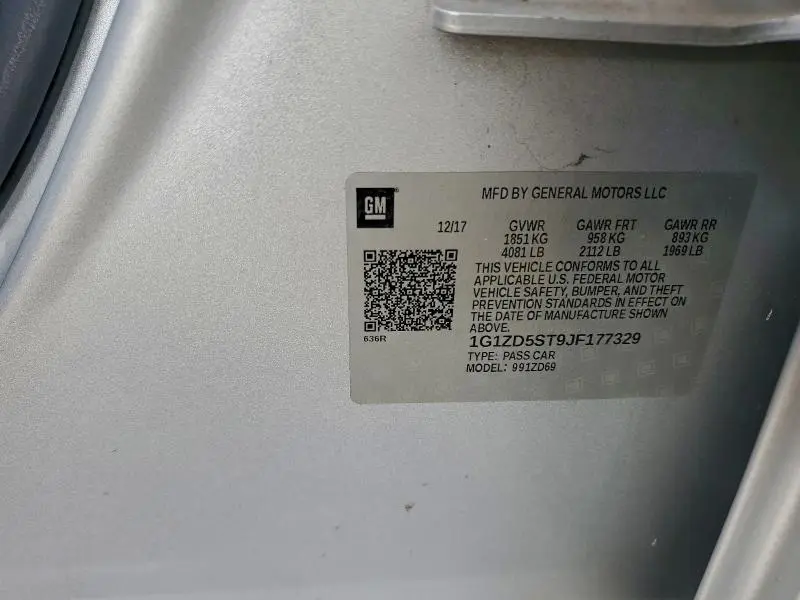 GM
MFD BY GENERAL MOTORS LLC
12/17 GVWR GAWR FRT GAWR RR
1851 KG 958 KG 893 KG
4081 LB 2112 LB 1969 LB
THIS VEHICLE CONFORMS TO ALL
APPLICABLE U.S. FEDERAL MOTOR
VEHICLE SAFETY, BUMPER, AND THEFT
PREVENTION STANDARDS IN EFFECT ON
THE DATE OF MANUFACTURE SHOWN
ABOVE.
636R
1G1ZD5ST9JF177329
TYPE: PASS CAR
MODEL: 991ZD69